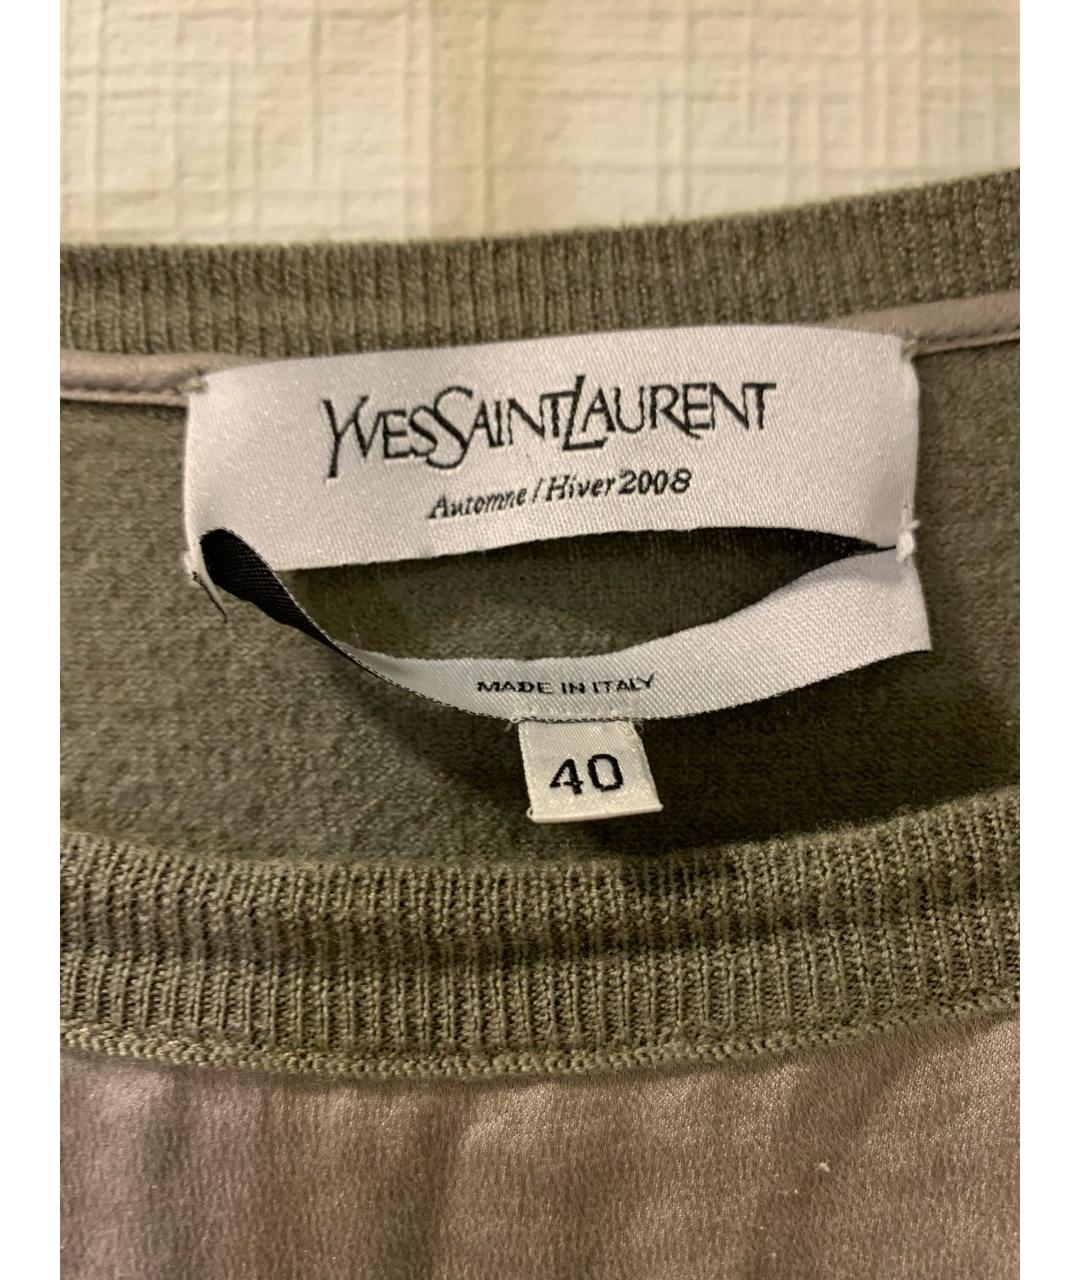 YVESSAINTLAURENT
Automne / Hiver 2008
MADE IN ITALY
40